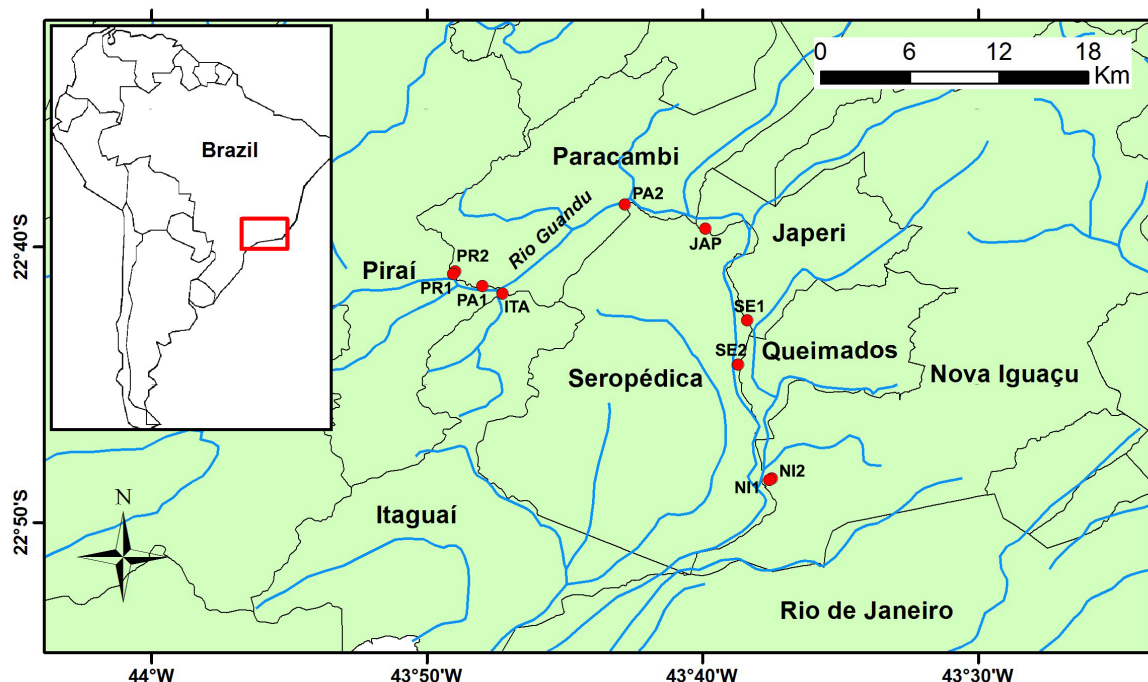 0 6 12 18
Km
Brazil
Paracambi
PA2
Rio Guandu
22°40'S
JAP
Japeri
Piraí
PR2
PR1
PA1
ITA
SE1
SE2
Queimados
Seropédica
Nova Iguaçu
NI2
NI1
N
Itaguaí
22°50'S
Rio de Janeiro
44°W 43°50'W 43°40'W 43°30'W